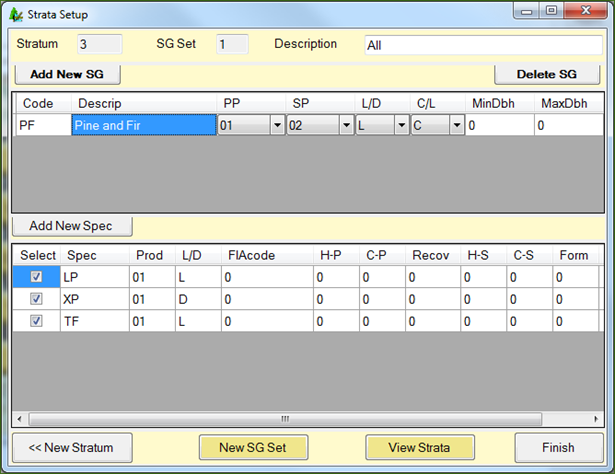 Strata Setup
Stratum 3 SG Set 1 Description All
Add New SG Delete SG
Code Descrip PP SP L/D C/L MinDbh MaxDbh
PF Pine and Fir 01 02 L C 0 0
Add New Spec
Select Spec Prod L/D FIAcode H-P C-P Recov H-S C-S Form
LP 01 L 0 0 0 0 0 0 0
XP 01 D 0 0 0 0 0 0 0
TF 01 L 0 0 0 0 0 0 0
<< New Stratum New SG Set View Strata Finish